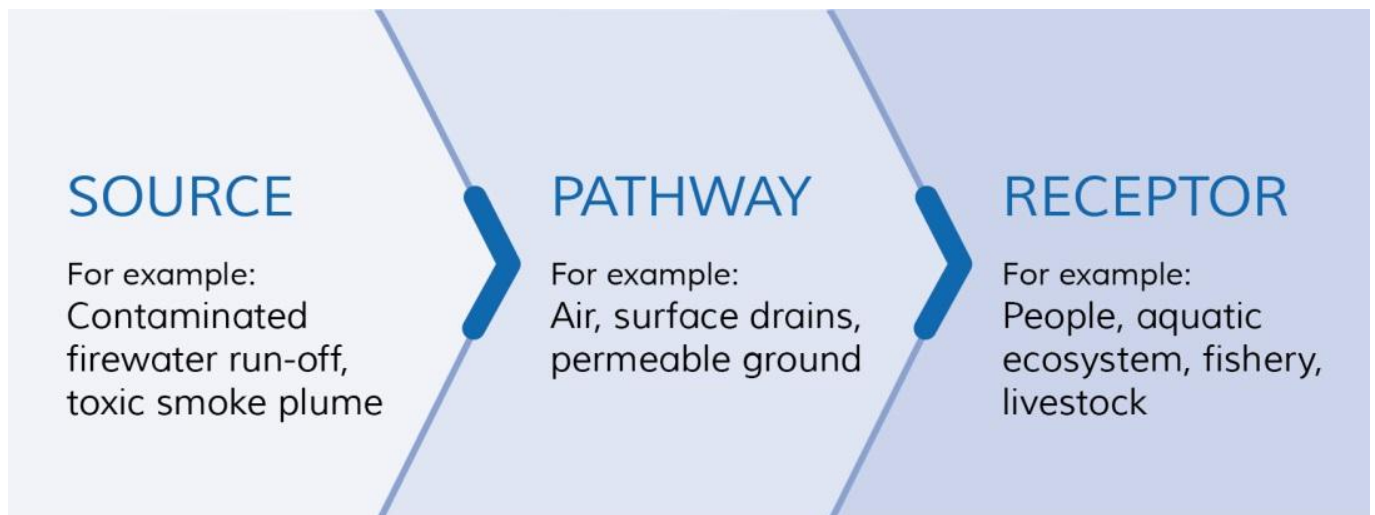 SOURCE
For example:
Contaminated
firewater run-off,
toxic smoke plume
PATHWAY
For example:
Air, surface drains,
permeable ground
RECEPTOR
For example:
People, aquatic
ecosystem, fishery,
livestock